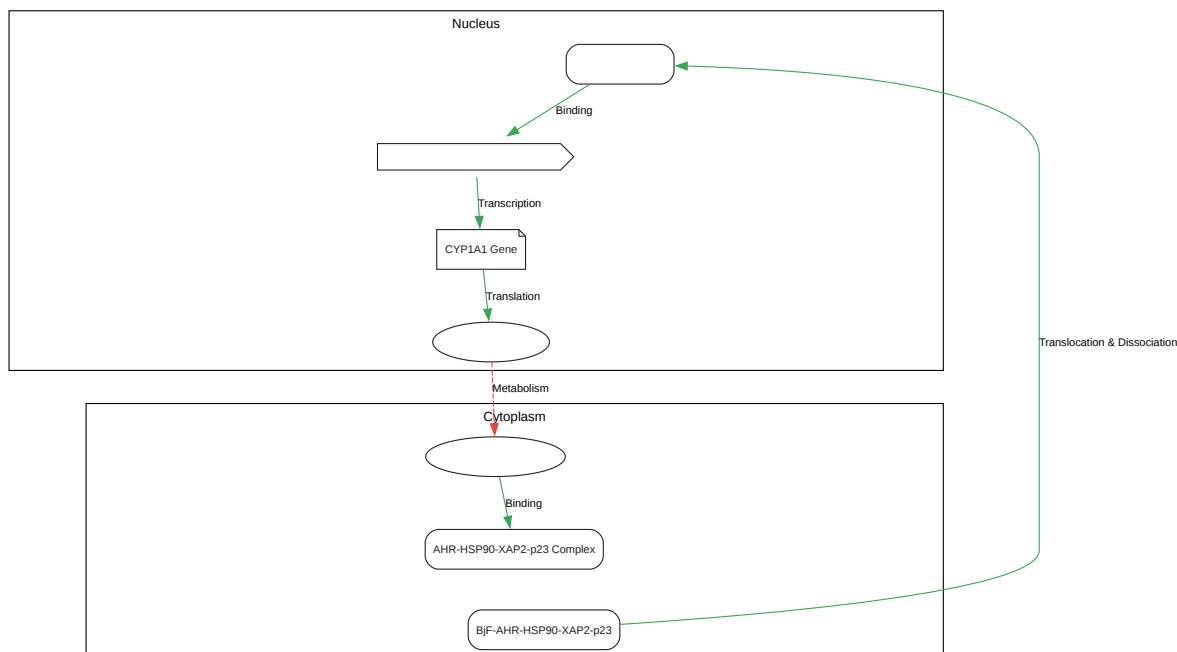 Nucleus
Binding
Transcription
CYP1A1 Gene
Translation
Translocation & Dissociation
Metabolism
Cytoplasm
Binding
AHR-HSP90-XAP2-p23 Complex
BjF-AHR-HSP90-XAP2-p23